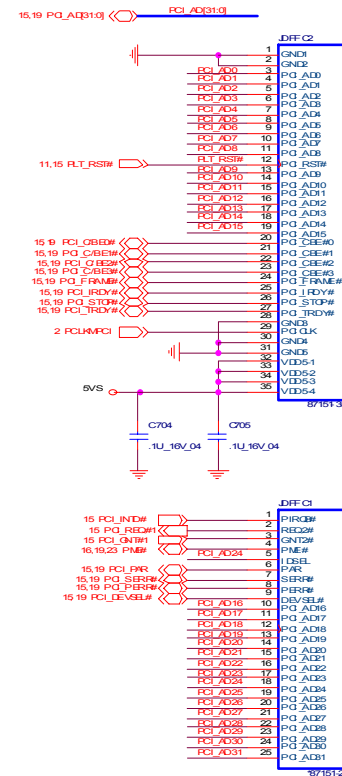 15,19 PCI_AD[31:0] PCI_AD[31:0]
JDFFC2
1 GND1
2 GND2
PCI_AD0 3 PCI_AD0
PCI_AD1 4 PCI_AD1
PCI_AD2 5 PCI_AD2
PCI_AD3 6 PCI_AD3
PCI_AD4 7 PCI_AD4
PCI_AD5 8 PCI_AD5
PCI_AD6 9 PCI_AD6
PCI_AD7 10 PCI_AD7
PCI_AD8 11 PCI_AD8
11,15 PLT_RST# PLT_RST# 12 PCI_RST#
PCI_AD9 13 PCI_AD9
PCI_AD10 14 PCI_AD10
PCI_AD11 15 PCI_AD11
PCI_AD12 16 PCI_AD12
PCI_AD13 17 PCI_AD13
PCI_AD14 18 PCI_AD14
PCI_AD15 19 PCI_AD15
15,19 PCI_C/BE0# 20 PCI_CBE#0
15,19 PCI_C/BE1# 21 PCI_CBE#1
15,19 PCI_C/BE2# 22 PCI_CBE#2
15,19 PCI_C/BE3# 23 PCI_CBE#3
15,19 PCI_FRAME# 24 PCI_FRAME#
15,19 PCI_IRDY# 25 PCI_IRDY#
15,19 PCI_STOP# 26 PCI_STOP#
15,19 PCI_TRDY# 27 PCI_TRDY#
28 GND3
2 PCLKMPCI 29 PCICLK
30 GND4
31 GND5
32 VDD5-1
33 VDD5-2
34 VDD5-3
5VS 35 VDD5-4
87151-3
C704 C705
.1U_16V_04 .1U_16V_04
JDFFC1
15 PCI_INTD# 1 PIRQB#
15 PCI_REQ#1 2 REQ2#
15 PCI_GNT#1 3 GNT2#
16,19,23 PME# 4 PME#
PCI_AD24 IDSEL
15,19 PCI_PAR 6 PAR
15,19 PCI_SERR# 7 SERR#
15,19 PCI_PERR# 8 PERR#
15,19 PCI_DEVSEL# 9 DEVSEL#
PCI_AD16 10 PCI_AD16
PCI_AD17 11 PCI_AD17
PCI_AD18 12 PCI_AD18
PCI_AD19 13 PCI_AD19
PCI_AD20 14 PCI_AD20
PCI_AD21 15 PCI_AD21
PCI_AD22 16 PCI_AD22
PCI_AD23 17 PCI_AD23
PCI_AD24 18 PCI_AD24
PCI_AD25 19 PCI_AD25
PCI_AD26 20 PCI_AD26
PCI_AD27 21 PCI_AD27
PCI_AD28 22 PCI_AD28
PCI_AD29 23 PCI_AD29
PCI_AD30 24 PCI_AD30
PCI_AD31 25 PCI_AD31
*87151-2